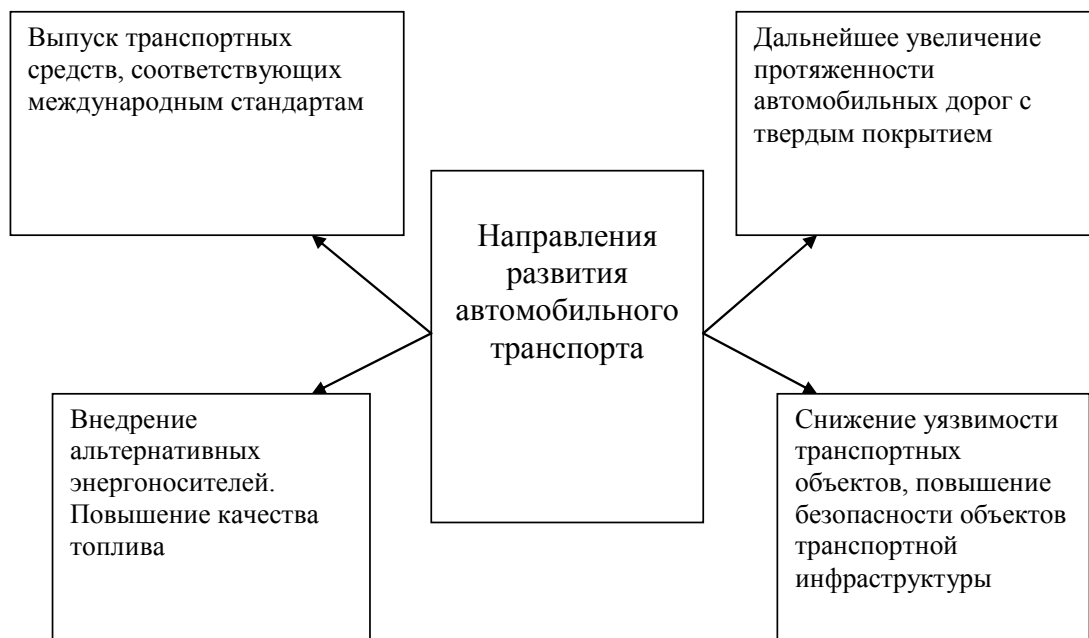 Выпуск транспортных
средств, соответствующих
международным стандартам
Дальнейшее увеличение
протяженности
автомобильных дорог с
твердым покрытием
Направления
развития
автомобильного
транспорта
Внедрение
альтернативных
энергоносителей.
Повышение качества
топлива
Снижение уязвимости
транспортных
объектов, повышение
безопасности объектов
транспортной
инфраструктуры